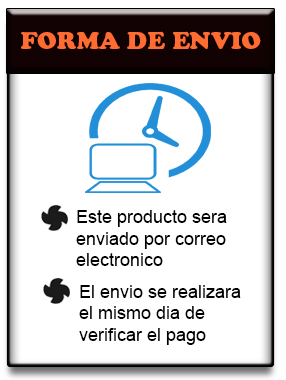 FORMA DE ENVIO
Este producto sera
enviado por correo
electronico
El envio se realizara
el mismo dia de
verificar el pago